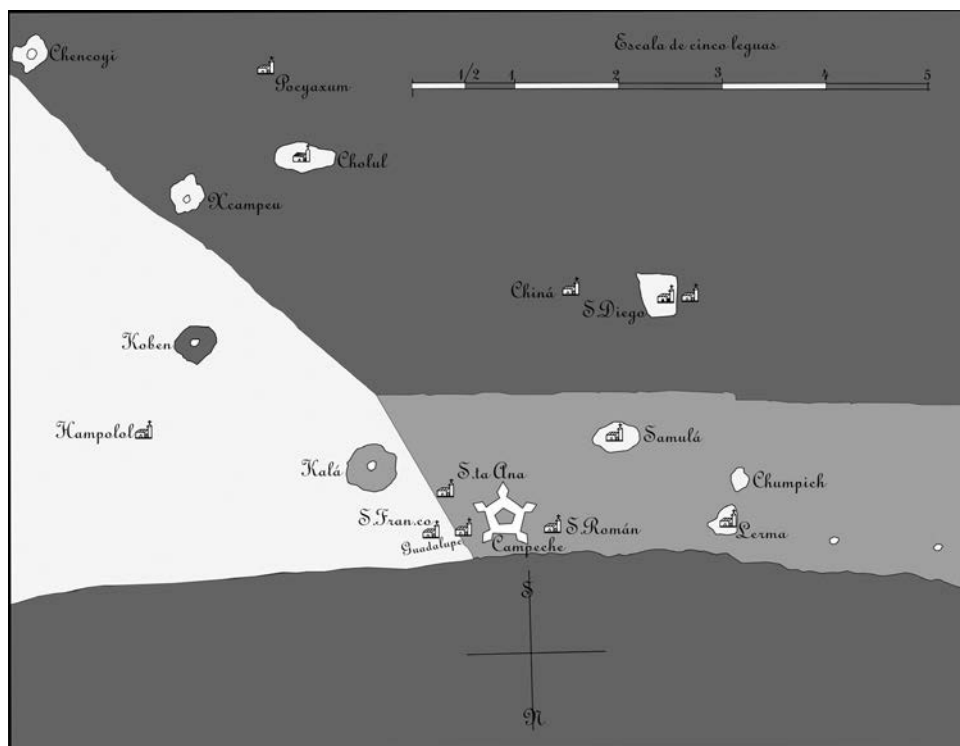 Escala de cinco leguas
1/2 1 2 3 4 5
Chencoyi
Pocyaxum
Cholul
Xcampeu
Chiná
S.Diego
Koben
Hampolol
Samulá
Kalá
S.ta Ana
Chumpich
S.Fran.co
Guadalupe
Campeche
S.Román
Lerma
S
N